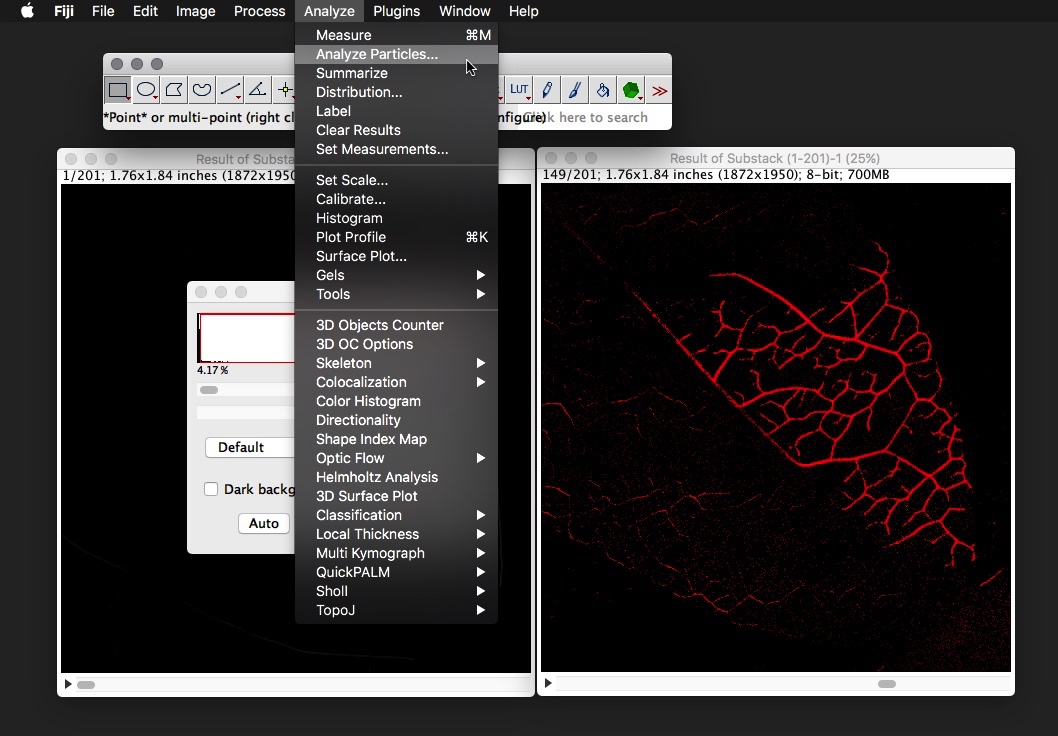 Fiji File Edit Image Process Analyze Plugins Window Help
Measure ⌘M
Analyze Particles...
Summarize
Distribution...
Label
Clear Results
Set Measurements...
Set Scale...
Calibrate...
Histogram
Plot Profile ⌘K
Surface Plot...
Gels
Tools
3D Objects Counter
3D OC Options
Skeleton
Colocalization
Color Histogram
Directionality
Shape Index Map
Optic Flow
Helmholtz Analysis
3D Surface Plot
Classification
Local Thickness
Multi Kymograph
QuickPALM
Sholl
TopoJ
LUT
*Point* or multi-point (right cl
nfigure)
here to search
Result of Substa
1/201; 1.76x1.84 inches (1872x1950
4.17 %
Default
Dark backg
Auto
Result of Substack (1-201)-1 (25%)
149/201; 1.76x1.84 inches (1872x1950); 8-bit; 700MB